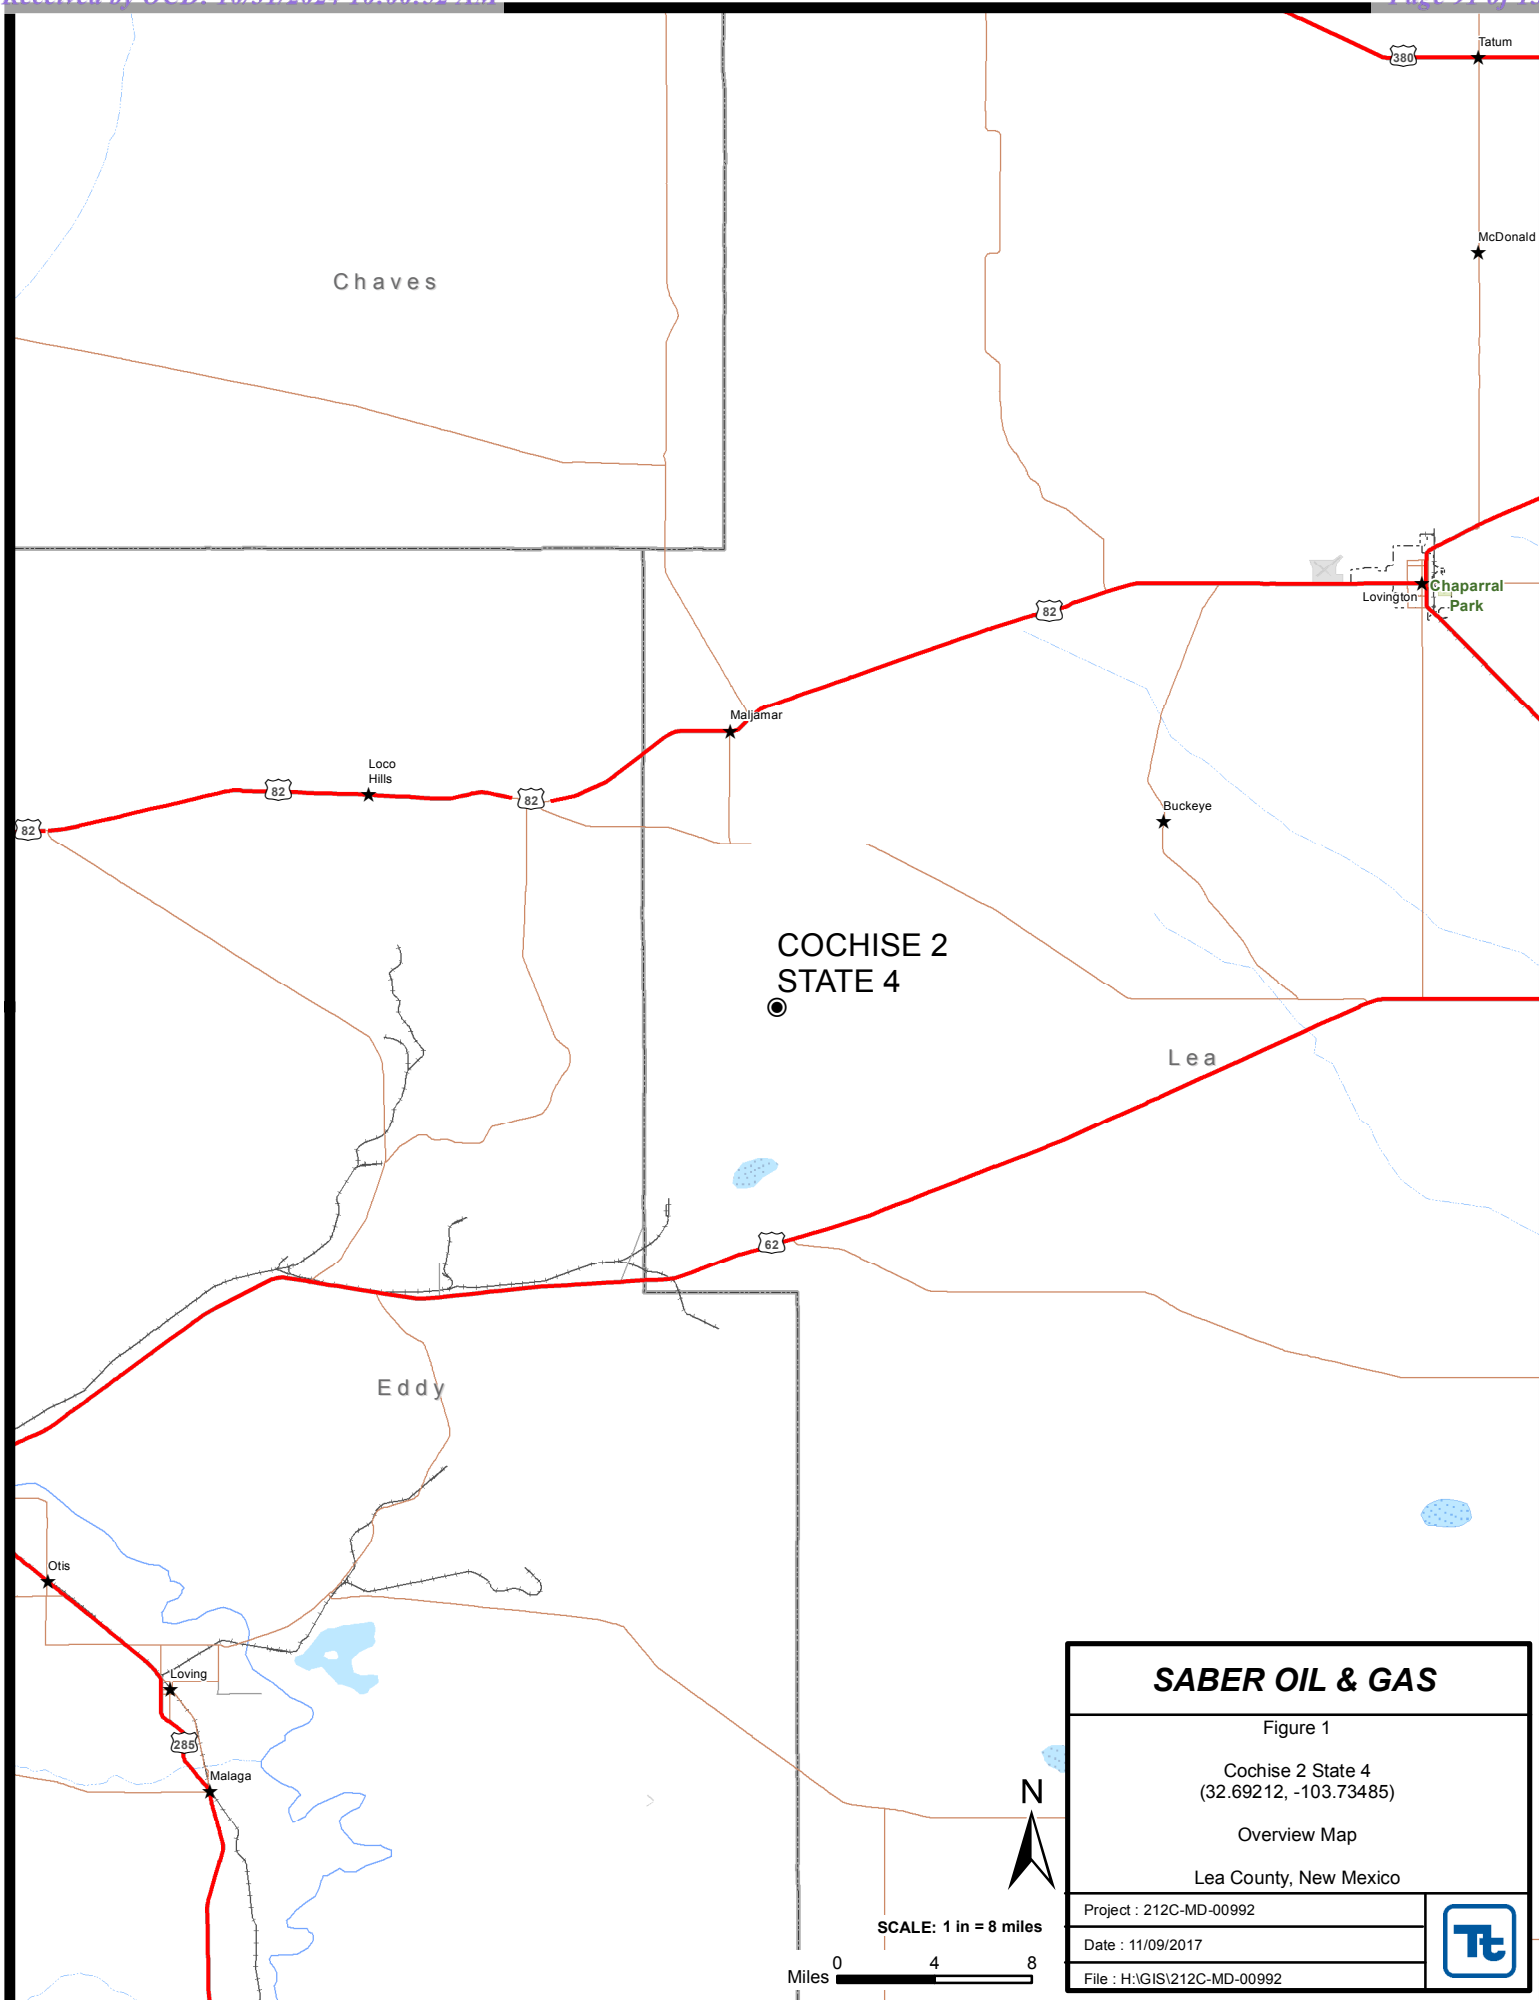 Tatum
380
McDonald
Chaves
Chaparral
Park
Lovington
82
Maljamar
Loco
Hills
82
82
82
Buckeye
COCHISE 2
STATE 4
Lea
62
Eddy
Otis
Loving
285
Malaga
N
SCALE: 1 in = 8 miles
0 4 8
Miles
SABER OIL & GAS
Figure 1
Cochise 2 State 4
(32.69212, -103.73485)
Overview Map
Lea County, New Mexico
Project : 212C-MD-00992
Date : 11/09/2017
File : H:\GIS\212C-MD-00992
Tt